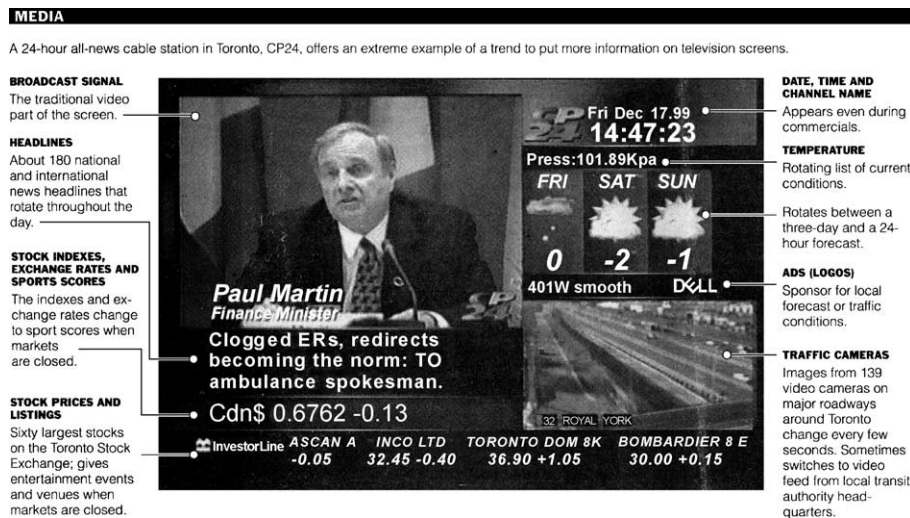 MEDIA
A 24-hour all-news cable station in Toronto, CP24, offers an extreme example of a trend to put more information on television screens.
BROADCAST SIGNAL
The traditional video
part of the screen.
HEADLINES
About 180 national
and international
news headlines that
rotate throughout the
day.
STOCK INDEXES,
EXCHANGE RATES AND
SPORTS SCORES
The indexes and ex-
change rates change
to sport scores when
markets
are closed.
STOCK PRICES AND
LISTINGS
Sixty largest stocks
on the Toronto Stock
Exchange; gives
entertainment events
and venues when
markets are closed.
Paul Martin
Finance Minister
CP
24
Clogged ERs, redirects
becoming the norm: TO
ambulance spokesman.
Cdn$ 0.6762 -0.13
InvestorLine
ASCAN A INCO LTD TORONTO DOM 8K BOMBARDIER 8 E
-0.05 32.45 -0.40 36.90 +1.05 30.00 +0.15
CP
24
Fri Dec 17.99
14:47:23
Press:101.89Kpa
FRI SAT SUN
0 -2 -1
401W smooth DELL
32 ROYAL YORK
DATE, TIME AND
CHANNEL NAME
Appears even during
commercials.
TEMPERATURE
Rotating list of current
conditions.
Rotates between a
three-day and a 24-
hour forecast.
ADS (LOGOS)
Sponsor for local
forecast or traffic
conditions.
TRAFFIC CAMERAS
Images from 139
video cameras on
major roadways
around Toronto
change every few
seconds. Sometimes
switches to video
feed from local transit
authority head-
quarters.